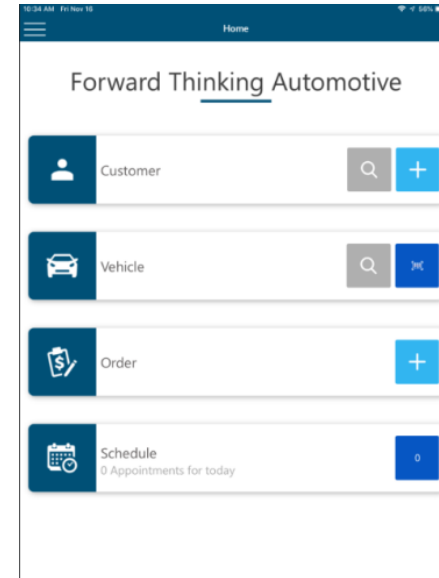 10:34 AM Fri Nov 16
58%
Home
Forward Thinking Automotive
Customer
Vehicle
Order
Schedule
0 Appointments for today
0